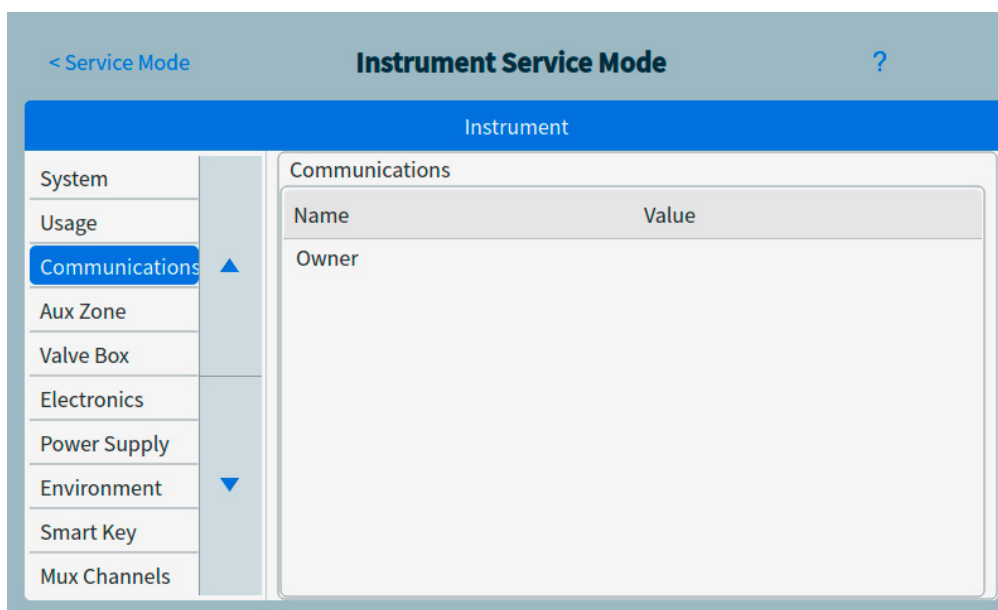 < Service Mode
Instrument Service Mode
?
Instrument
System
Usage
Communications
Aux Zone
Valve Box
Electronics
Power Supply
Environment
Smart Key
Mux Channels
Communications
Name Value
Owner